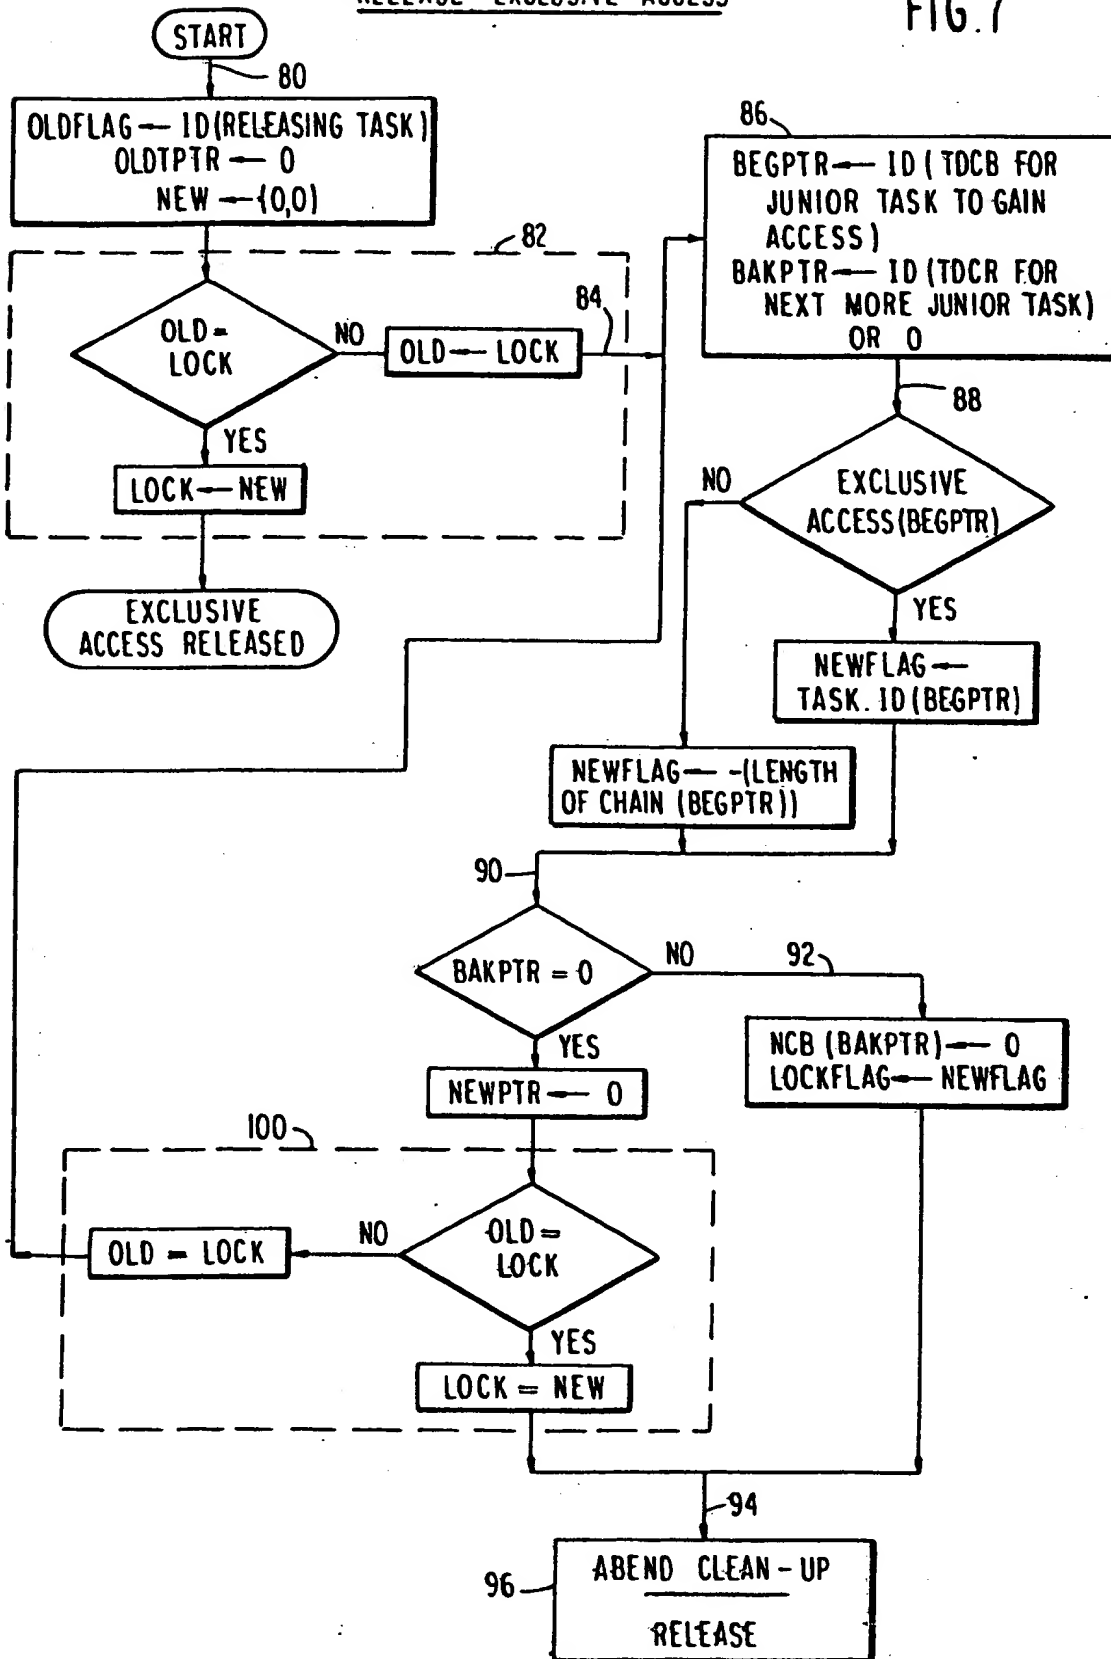 RELEASE EXCLUSIVE ACCESS
FIG.7
START
80
OLDFLAG ← ID(RELEASING TASK)
OLDTPTR ← 0
NEW ← (0,0)
82
OLD =
LOCK
NO
84
OLD ← LOCK
YES
LOCK ← NEW
EXCLUSIVE
ACCESS RELEASED
86
BEGPTR ← ID (TDCB FOR
JUNIOR TASK TO GAIN
ACCESS)
BAKPTR ← ID (TDCR FOR
NEXT MORE JUNIOR TASK)
OR 0
88
NO
EXCLUSIVE
ACCESS(BEGPTR)
YES
NEWFLAG ←
TASK. ID (BEGPTR)
NEWFLAG ← -(LENGTH
OF CHAIN (BEGPTR))
90
BAKPTR = 0
NO
92
YES
NCB (BAKPTR) ← 0
LOCKFLAG ← NEWFLAG
NEWPTR ← 0
100
OLD = LOCK
NO
OLD =
LOCK
YES
LOCK = NEW
94
96
ABEND CLEAN-UP
RELEASE